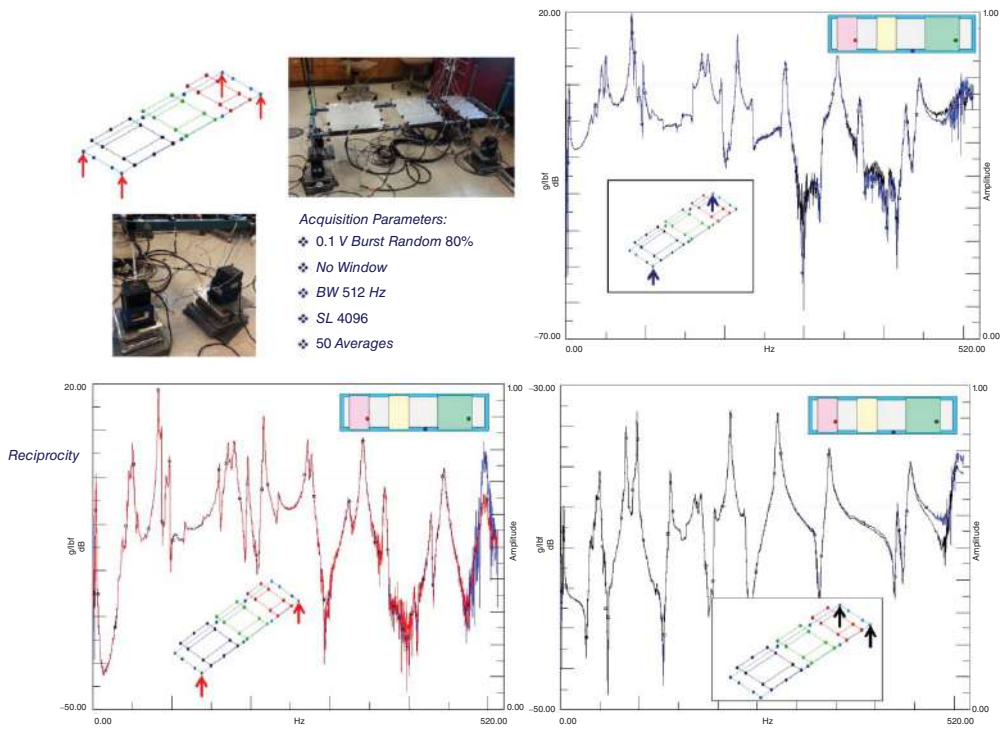 Acquisition Parameters:
❖ 0.1 V Burst Random 80%
❖ No Window
❖ BW 512 Hz
❖ SL 4096
❖ 50 Averages
20.00
1.00
g/lbf
dB
Amplitude
−70.00
0.00
0.00
Hz
520.00
Reciprocity
20.00
1.00
g/lbf
dB
Amplitude
−50.00
0.00
0.00
Hz
520.00
−30.00
1.00
g/lbf
dB
Amplitude
−50.00
0.00
0.00
Hz
520.00